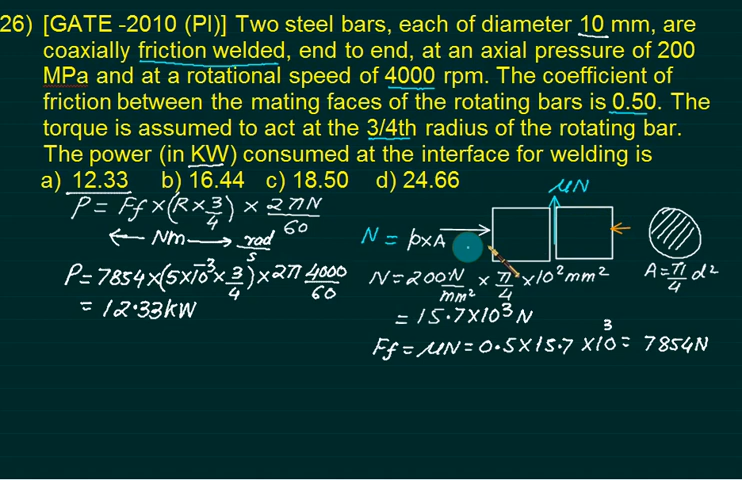 26) [GATE -2010 (PI)] Two steel bars, each of diameter 10 mm, are
coaxially friction welded, end to end, at an axial pressure of 200
MPa and at a rotational speed of 4000 rpm. The coefficient of
friction between the mating faces of the rotating bars is 0.50. The
torque is assumed to act at the 3/4th radius of the rotating bar.
The power (in KW) consumed at the interface for welding is
a) 12.33 b) 16.44 c) 18.50 d) 24.66
P = Ff × (R × 3/4) × 2πN/60
← Nm → rad/s
P = 7854 × (5×10⁻³ × 3/4) × 2π 4000/60
= 12.33 kW
μN
N = p×A
A = π/4 d²
N = 200 N/mm² × π/4 × 10² mm²
= 15.7×10³ N
Ff = μN = 0.5 × 15.7 × 10³ = 7854 N